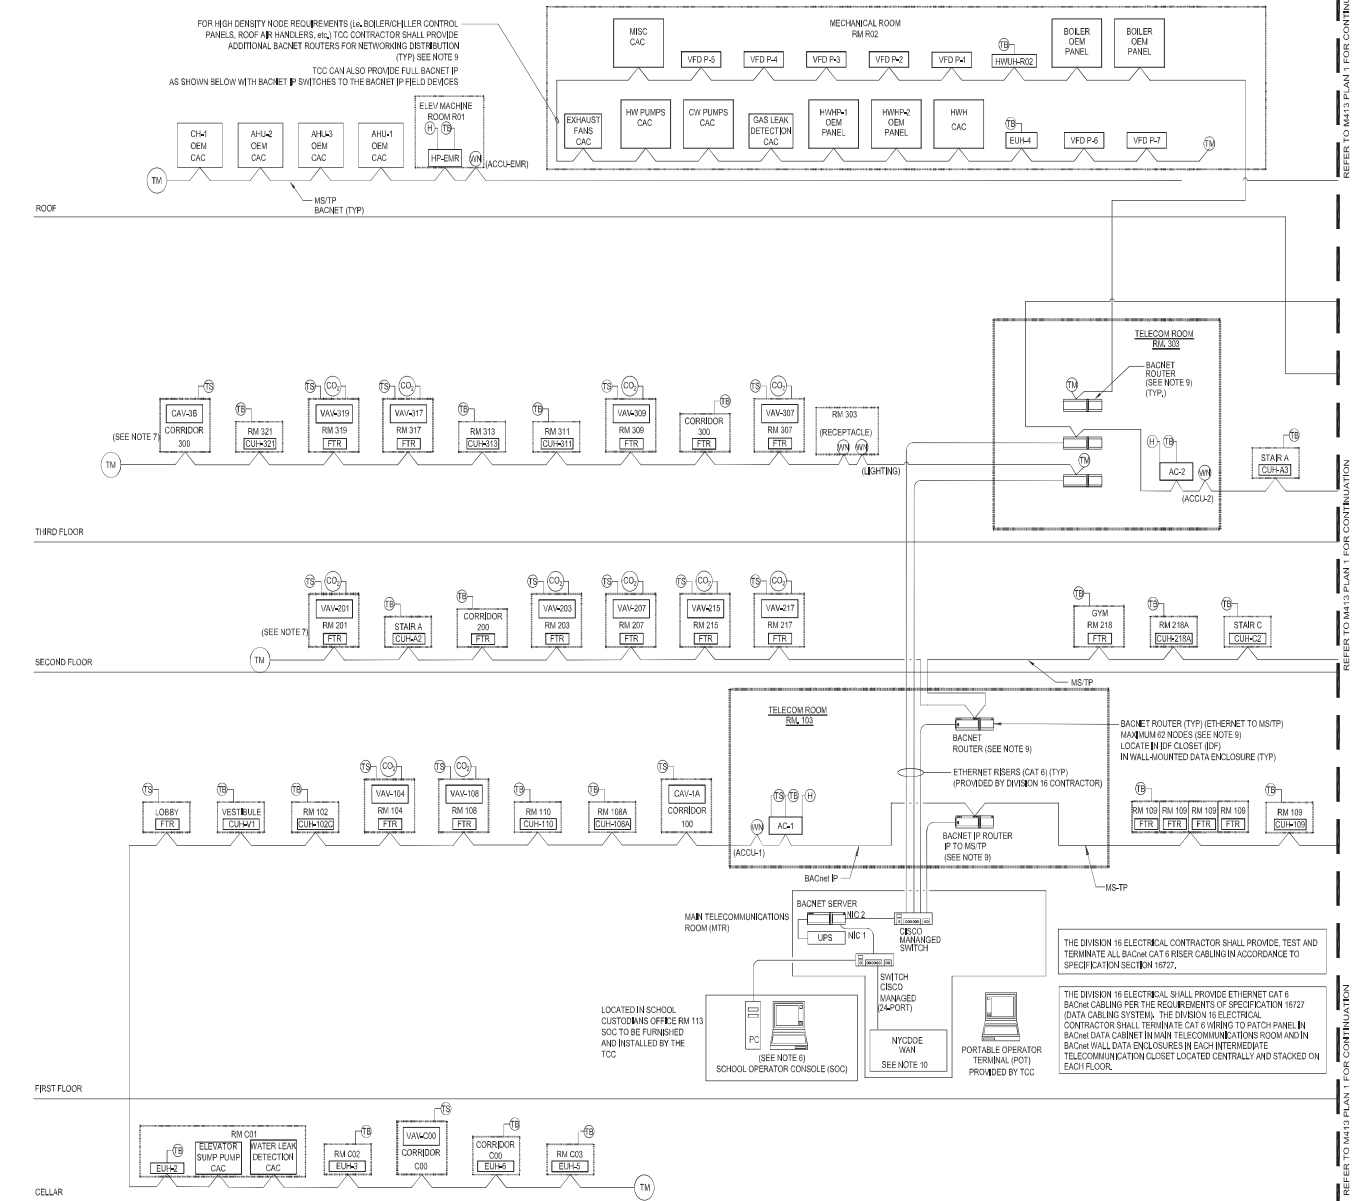 FOR HIGH DENSITY NODE REQUIREMENTS (i.e. BOILER/CHILLER CONTROL
PANELS, ROOF AIR HANDLERS, etc.) TCC CONTRACTOR SHALL PROVIDE
ADDITIONAL BACNET ROUTERS FOR NETWORKING DISTRIBUTION
(TYP) SEE NOTE 9
TCC CAN ALSO PROVIDE FULL BACNET IP
AS SHOWN BELOW WITH BACNET IP SWITCHES TO THE BACNET IP FIELD DEVICES
MECHANICAL ROOM
RM R02
MISC
CAC
VFD P-5
VFD P-4
VFD P-3
VFD P-2
VFD P-1
TB
HWUH-R02
BOILER
OEM
PANEL
BOILER
OEM
PANEL
EXHAUST
FANS
CAC
HW PUMPS
CAC
CW PUMPS
CAC
GAS LEAK
DETECTION
CAC
HWHP-1
OEM
PANEL
HWHP-2
OEM
PANEL
HWH
CAC
TB
EUH-4
VFD P-6
VFD P-7
TM
CH-1
OEM
CAC
AHU-2
OEM
CAC
AHU-3
OEM
CAC
AHU-1
OEM
CAC
ELEV MACHINE
ROOM R01
H
TB
HP-EMR
WN
(ACCU-EMR)
TM
MS/TP
BACNET (TYP)
ROOF
TELECOM ROOM
RM. 303
BACNET
ROUTER
(SEE NOTE 9)
(TYP.)
TM
TM
H
TB
AC-2
WN
(ACCU-2)
TB
STAIR A
CUH-A3
(SEE NOTE 7)
TM
TS
CAV-3B
CORRIDOR
300
TB
RM 321
CUH-321
TS
CO2
VAV-319
RM 319
FTR
TS
CO2
VAV-317
RM 317
FTR
TB
RM 313
CUH-313
TB
RM 311
CUH-311
TS
CO2
VAV-309
RM 309
FTR
TB
CORRIDOR
300
FTR
TS
CO2
VAV-307
RM 307
FTR
RM 303
(RECEPTACLE)
WN
WN
(LIGHTING)
THIRD FLOOR
(SEE NOTE 7)
TM
TS
CO2
VAV-201
RM 201
FTR
TB
STAIR A
CUH-A2
TB
CORRIDOR
200
FTR
TS
CO2
VAV-203
RM 203
FTR
TS
CO2
VAV-207
RM 207
FTR
TS
CO2
VAV-215
RM 215
FTR
TS
CO2
VAV-217
RM 217
FTR
TB
GYM
RM 218
FTR
TB
RM 218A
CUH-218A
TB
STAIR C
CUH-C2
MS/TP
SECOND FLOOR
TELECOM ROOM
RM. 103
BACNET
ROUTER (SEE NOTE 9)
BACNET ROUTER (TYP) (ETHERNET TO MS/TP)
MAXIMUM 62 NODES (SEE NOTE 9)
LOCATE IN IDF CLOSET (IDF)
IN WALL-MOUNTED DATA ENCLOSURE (TYP)
ETHERNET RISERS (CAT 6) (TYP)
(PROVIDED BY DIVISION 16 CONTRACTOR)
TS
TB
H
WN
AC-1
(ACCU-1)
BACNET IP ROUTER
IP TO MS/TP
(SEE NOTE 9)
BACnet IP
MS-TP
TS
LOBBY
FTR
TB
VESTIBULE
CUH-V1
TB
RM 102
CUH-102C
TS
CO2
VAV-104
RM 104
FTR
TS
CO2
VAV-108
RM 108
FTR
TB
RM 110
CUH-110
TB
RM 108A
CUH-108A
TS
CAV-1A
CORRIDOR
100
TB
RM 109
FTR
RM 109
FTR
RM 109
FTR
RM 109
FTR
TB
RM 109
CUH-109
MAIN TELECOMMUNICATIONS
ROOM (MTR)
BACNET SERVER
NIC 2
UPS
NIC 1
CISCO
MANANGED
SWITCH
SWITCH
CISCO
MANAGED
(24-PORT)
LOCATED IN SCHOOL
CUSTODIANS OFFICE RM 113
SOC TO BE FURNISHED
AND INSTALLED BY THE
TCC
PC
(SEE NOTE 6)
SCHOOL OPERATOR CONSOLE (SOC)
NYCDOE
WAN
SEE NOTE 10
PORTABLE OPERATOR
TERMINAL (POT)
PROVIDED BY TCC
THE DIVISION 16 ELECTRICAL CONTRACTOR SHALL PROVIDE, TEST AND
TERMINATE ALL BACnet CAT 6 RISER CABLING IN ACCORDANCE TO
SPECIFICATION SECTION 16727.
THE DIVISION 16 ELECTRICAL SHALL PROVIDE ETHERNET CAT 6
BACnet CABLING PER THE REQUIREMENTS OF SPECIFICATION 16727
(DATA CABLING SYSTEM). THE DIVISION 16 ELECTRICAL
CONTRACTOR SHALL TERMINATE CAT 6 WIRING TO PATCH PANEL IN
BACnet DATA CABINET IN MAIN TELECOMMUNICATIONS ROOM AND IN
BACnet WALL DATA ENCLOSURES IN EACH INTERMEDIATE
TELECOMMUNICATION CLOSET LOCATED CENTRALLY AND STACKED ON
EACH FLOOR.
FIRST FLOOR
RM C01
TB
EUH-2
ELEVATOR
SUMP PUMP
CAC
WATER LEAK
DETECTION
CAC
TB
RM C02
EUH-3
TS
VAV-C00
CORRIDOR
C00
TB
CORRIDOR
C00
EUH-6
TB
RM C03
EUH-5
TM
CELLAR
REFER TO M413 PLAN 1 FOR CONTINU
REFER TO M413 PLAN 1 FOR CONTINUATION
REFER TO M413 PLAN 1 FOR CONTINUATION